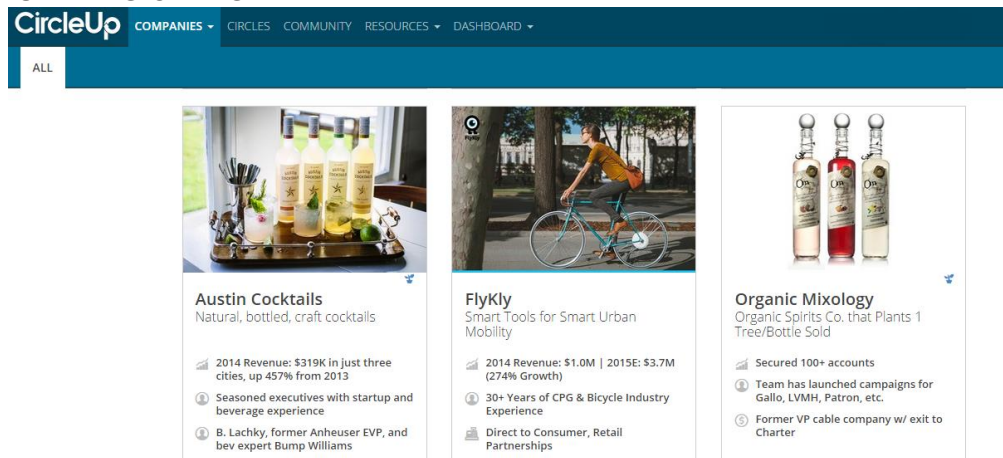 CircleUp COMPANIES CIRCLES COMMUNITY RESOURCES DASHBOARD
ALL
FlyKly
Austin Cocktails
Natural, bottled, craft cocktails
2014 Revenue: $319K in just three
cities, up 457% from 2013
Seasoned executives with startup and
beverage experience
B. Lachky, former Anheuser EVP, and
bev expert Bump Williams
FlyKly
Smart Tools for Smart Urban
Mobility
2014 Revenue: $1.0M | 2015E: $3.7M
(274% Growth)
30+ Years of CPG & Bicycle Industry
Experience
Direct to Consumer, Retail
Partnerships
Organic Mixology
Organic Spirits Co. that Plants 1
Tree/Bottle Sold
Secured 100+ accounts
Team has launched campaigns for
Gallo, LVMH, Patron, etc.
Former VP cable company w/ exit to
Charter